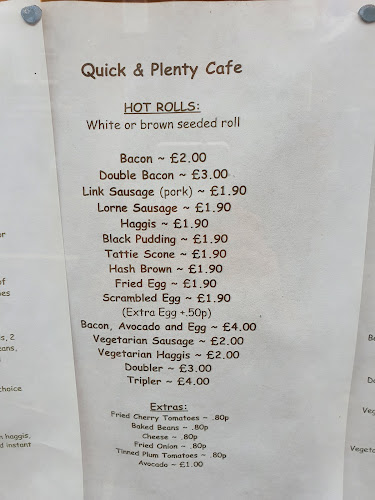 Quick & Plenty Cafe
HOT ROLLS:
White or brown seeded roll
Bacon ~ £2.00
Double Bacon ~ £3.00
Link Sausage (pork) ~ £1.90
Lorne Sausage ~ £1.90
Haggis ~ £1.90
Black Pudding ~ £1.90
Tattie Scone ~ £1.90
Hash Brown ~ £1.90
Fried Egg ~ £1.90
Scrambled Egg ~ £1.90
(Extra Egg +.50p)
Bacon, Avocado and Egg ~ £4.00
Vegetarian Sausage ~ £2.00
Vegetarian Haggis ~ £2.00
Doubler ~ £3.00
Tripler ~ £4.00
Extras:
Fried Cherry Tomatoes ~ .80p
Baked Beans ~ .80p
Cheese ~ .80p
Fried Onion ~ .80p
Tinned Plum Tomatoes ~ .80p
Avocado ~ £1.00
s, 2
haggis,
instant